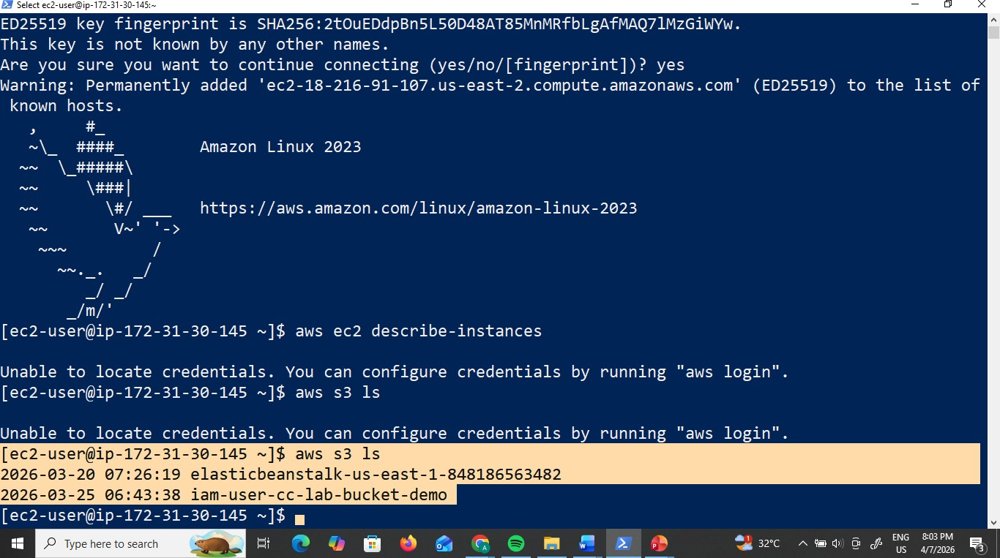 Select ec2-user@ip-172-31-30-145:~
ED25519 key fingerprint is SHA256:2tOuEDdpBn5L50D48AT85MnMRfbLgAfMAQ7lMzGiWYw.
This key is not known by any other names.
Are you sure you want to continue connecting (yes/no/[fingerprint])? yes
Warning: Permanently added 'ec2-18-216-91-107.us-east-2.compute.amazonaws.com' (ED25519) to the list of
 known hosts.
   ,     #_
   ~\_  ####_        Amazon Linux 2023
  ~~  \_#####\
  ~~     \###|
  ~~       \#/ ___   https://aws.amazon.com/linux/amazon-linux-2023
   ~~       V~' '->
    ~~~         /
      ~~._.   _/
         _/ _/
       _/m/'
[ec2-user@ip-172-31-30-145 ~]$ aws ec2 describe-instances
Unable to locate credentials. You can configure credentials by running "aws login".
[ec2-user@ip-172-31-30-145 ~]$ aws s3 ls
Unable to locate credentials. You can configure credentials by running "aws login".
[ec2-user@ip-172-31-30-145 ~]$ aws s3 ls
2026-03-20 07:26:19 elasticbeanstalk-us-east-1-848186563482
2026-03-25 06:43:38 iam-user-cc-lab-bucket-demo
[ec2-user@ip-172-31-30-145 ~]$
Type here to search
32°C
ENG
US
8:03 PM
4/7/2026
3